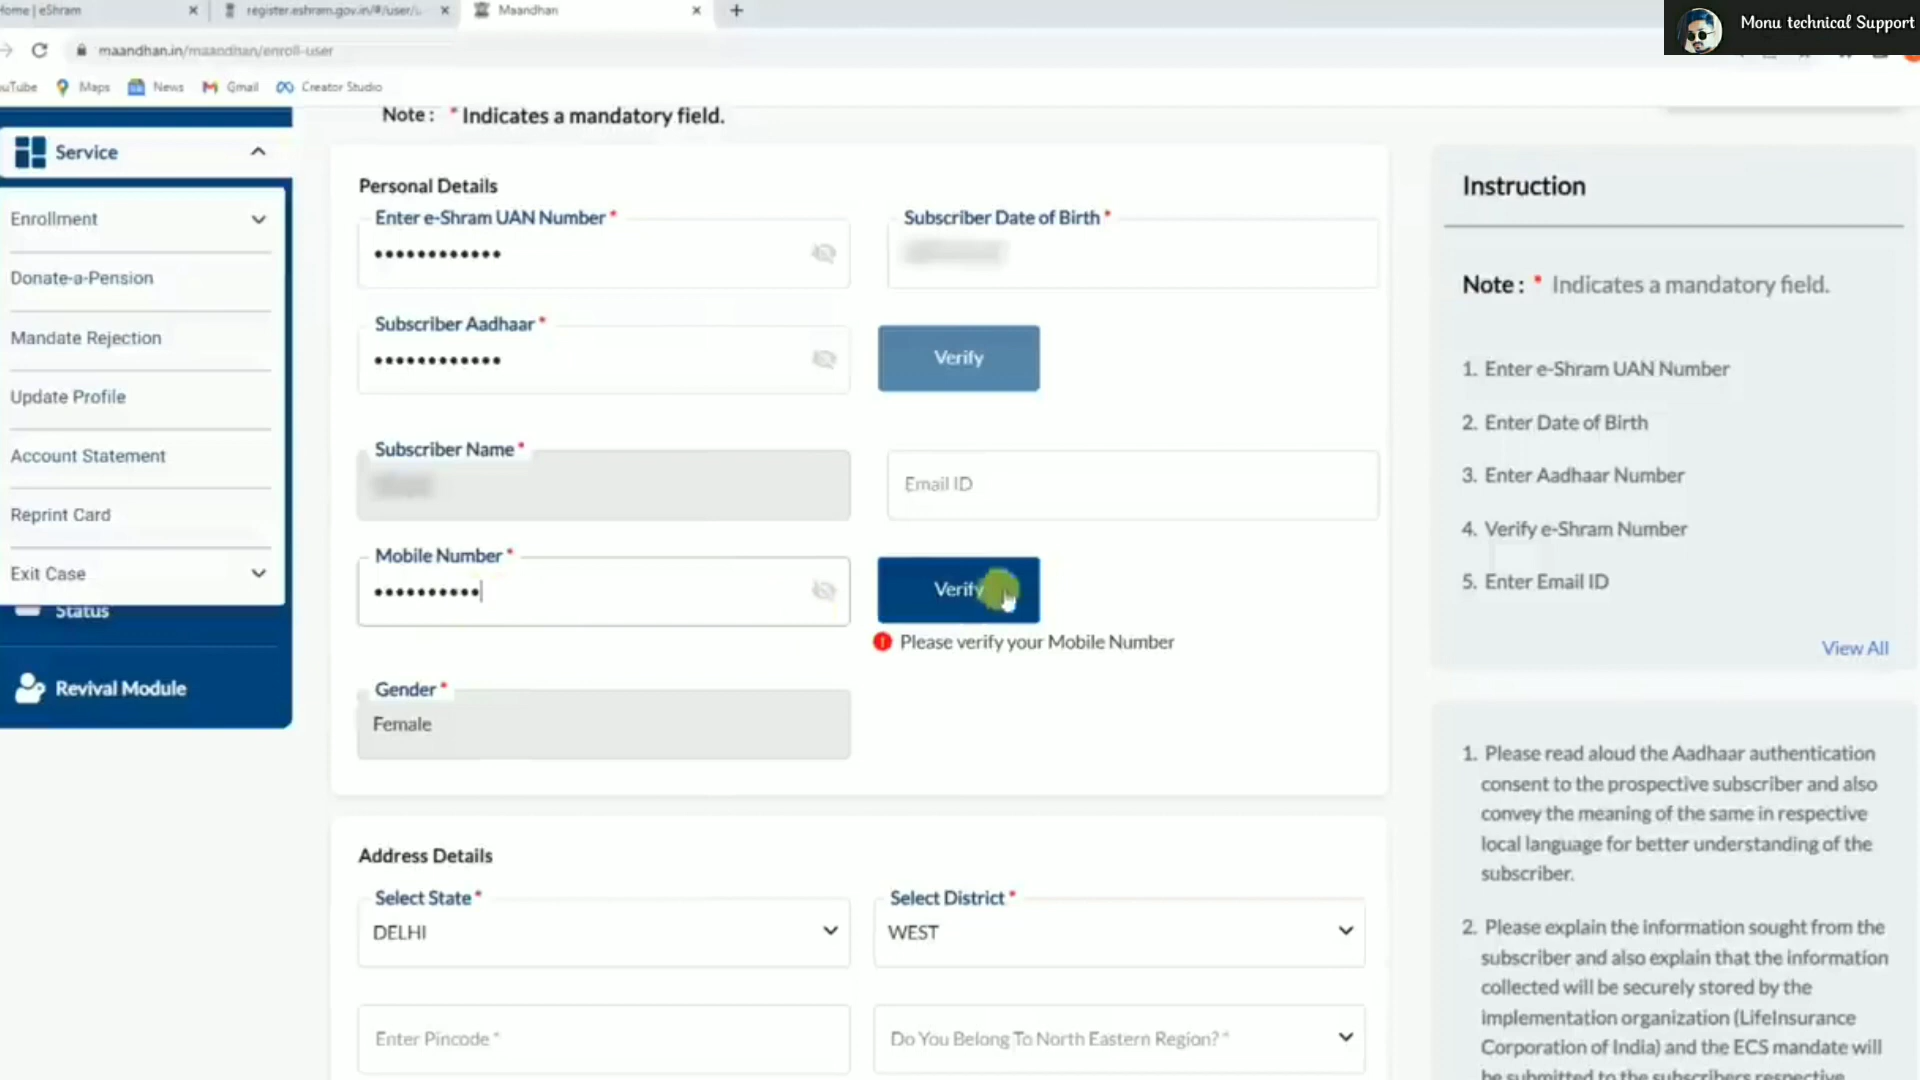 Home | eShram
register.eshram.gov.in/#/user/
Maandhan
Monu technical Support
maandhan.in/maandhan/enroll-user
YouTube
Maps
News
Gmail
Creator Studio
Note : * Indicates a mandatory field.
Service
Enrollment
Donate-a-Pension
Mandate Rejection
Update Profile
Account Statement
Reprint Card
Exit Case
Status
Revival Module
Personal Details
Enter e-Shram UAN Number *
Subscriber Date of Birth *
••••••••••••
Subscriber Aadhaar *
••••••••••••
Verify
Subscriber Name *
Email ID
Mobile Number *
••••••••••
Verify
Please verify your Mobile Number
Gender *
Female
Address Details
Select State *
DELHI
Select District *
WEST
Enter Pincode *
Do You Belong To North Eastern Region? *
Instruction
Note : * Indicates a mandatory field.
1. Enter e-Shram UAN Number
2. Enter Date of Birth
3. Enter Aadhaar Number
4. Verify e-Shram Number
5. Enter Email ID
View All
1. Please read aloud the Aadhaar authentication
consent to the prospective subscriber and also
convey the meaning of the same in respective
local language for better understanding of the
subscriber.
2. Please explain the information sought from the
subscriber and also explain that the information
collected will be securely stored by the
implementation organization (LifeInsurance
Corporation of India) and the ECS mandate will
be submitted to the subscribers respective